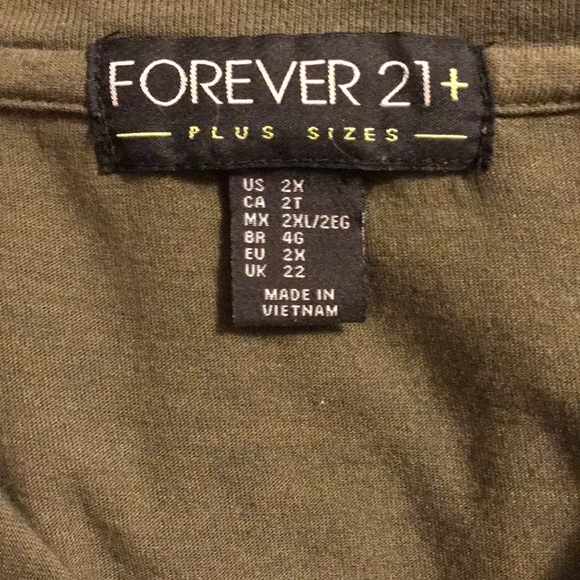 FOREVER 21+
PLUS SIZES
US 2X
CA 2T
MX 2XL/2EG
BR 4G
EU 2X
UK 22
MADE IN
VIETNAM